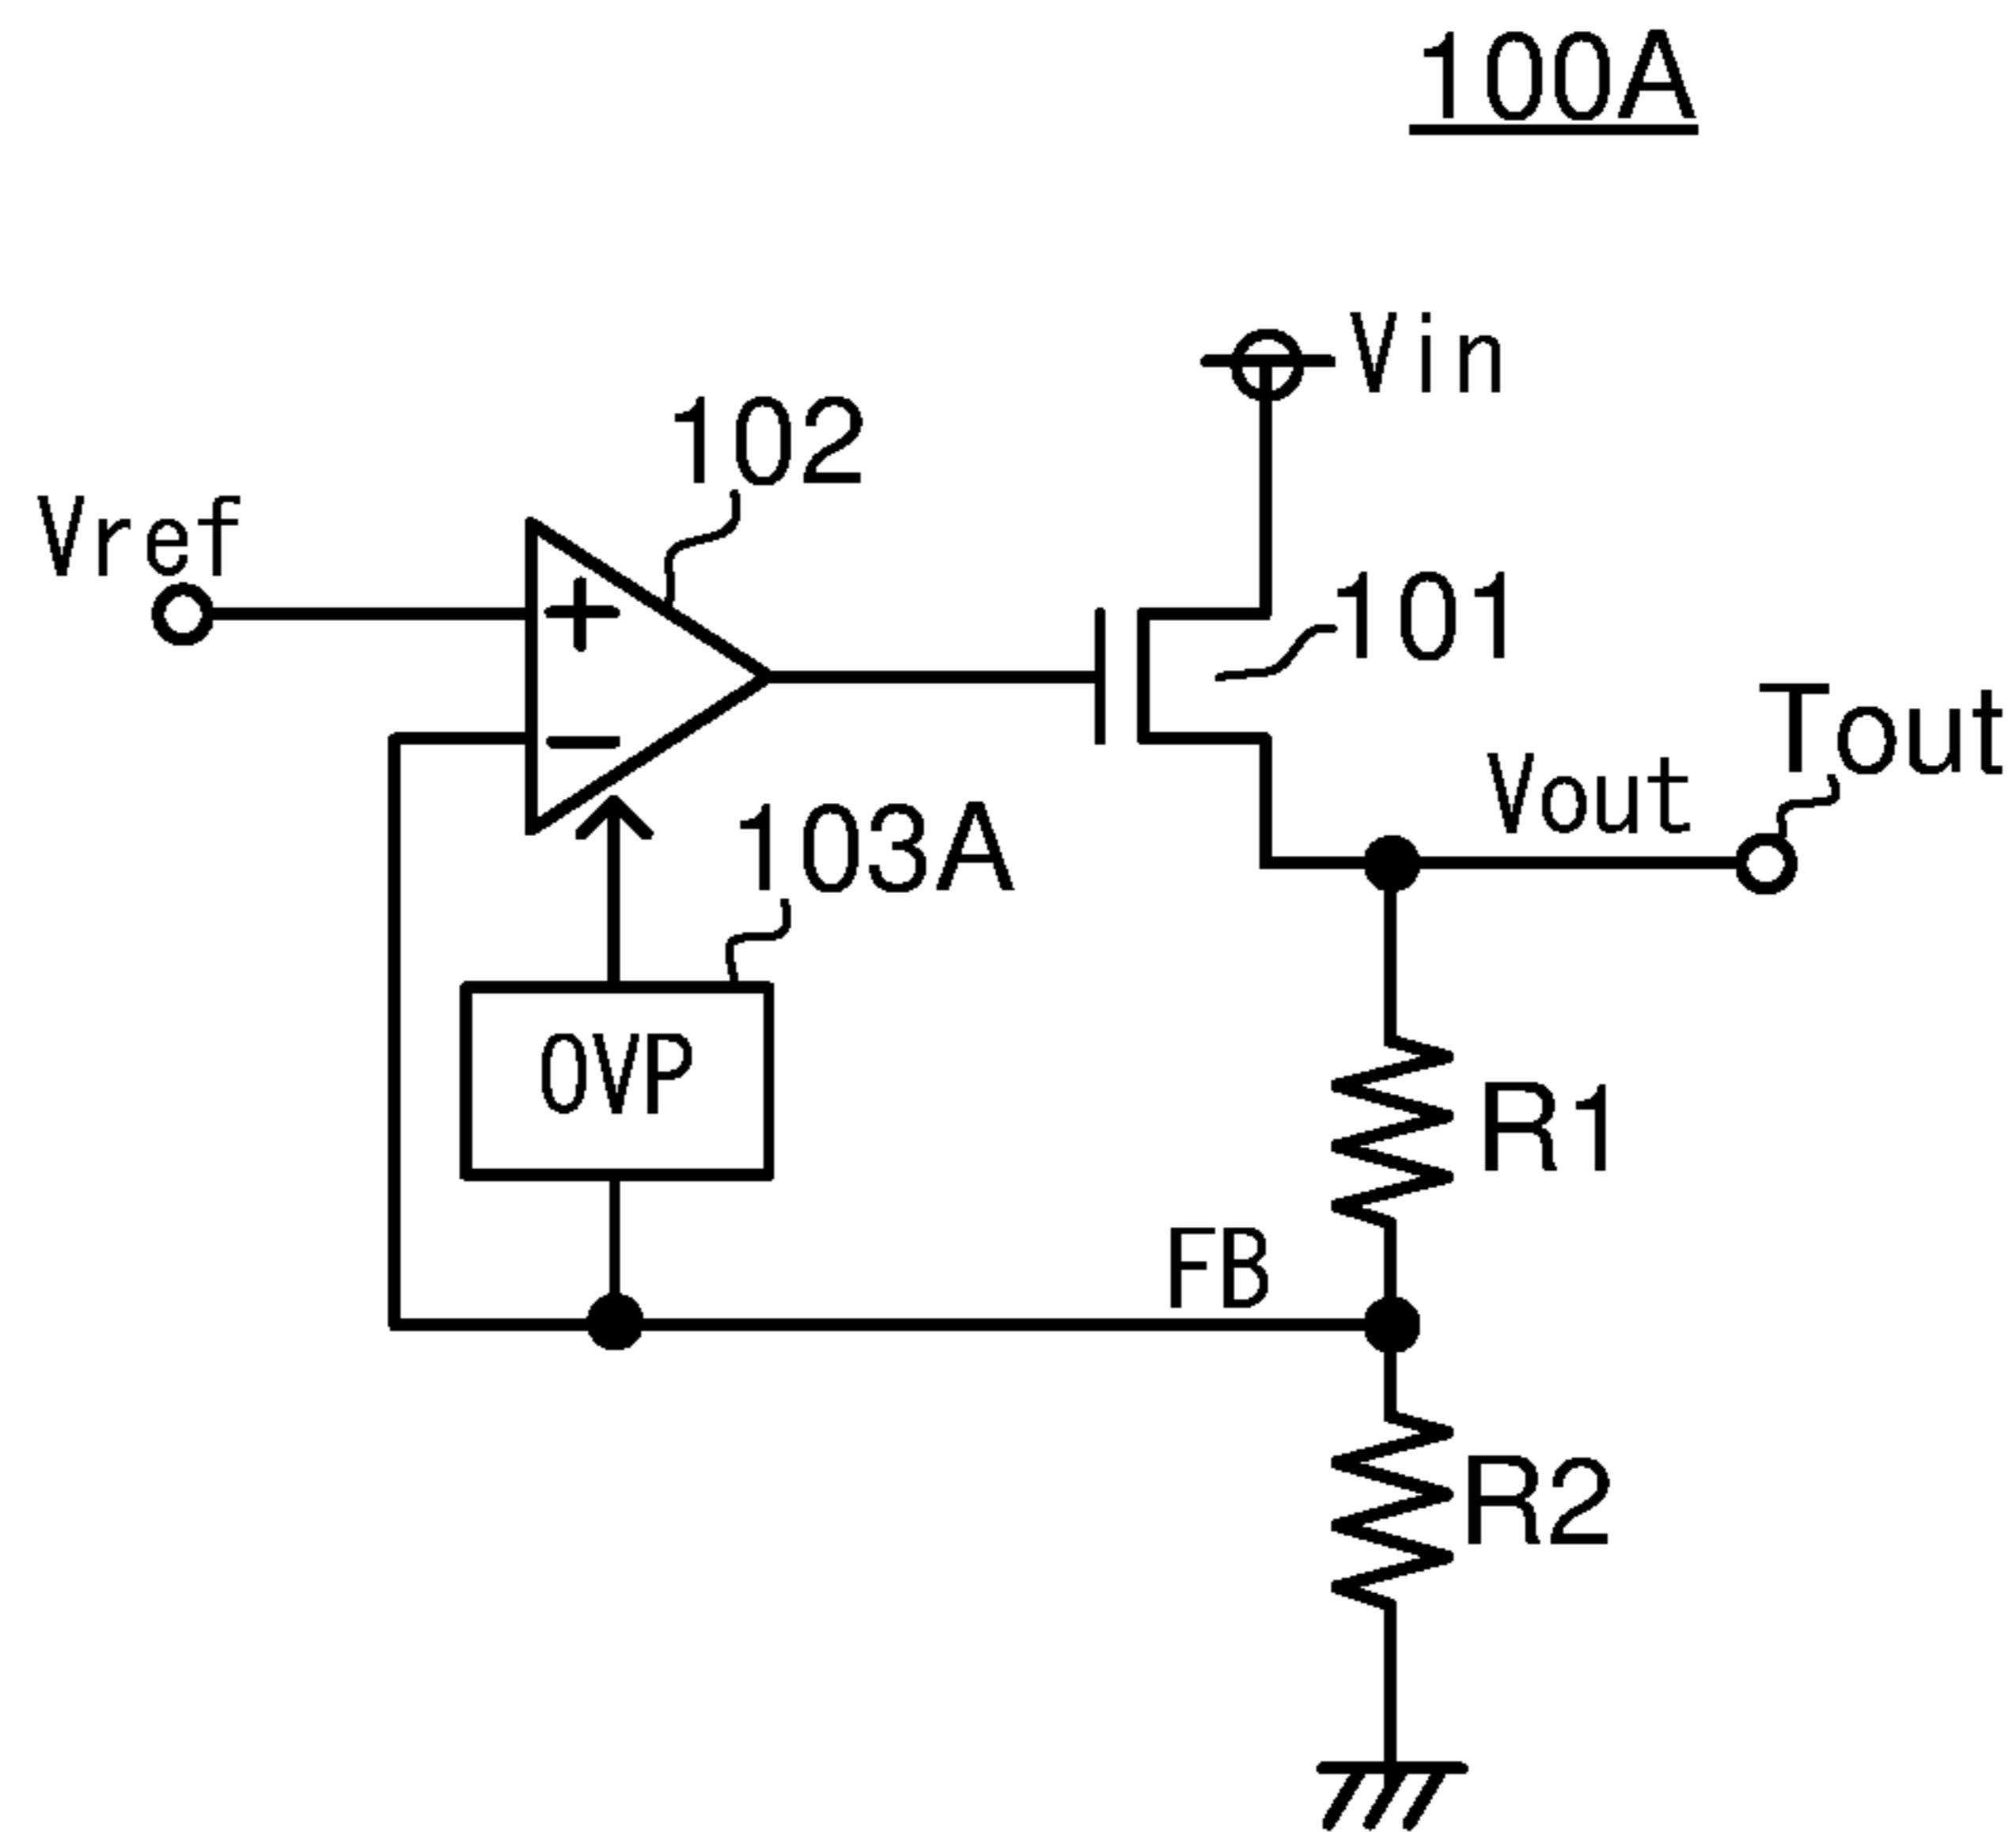 100A
Vin
102
Vref
+
101
Tout
−
Vout
103A
OVP
R1
FB
R2